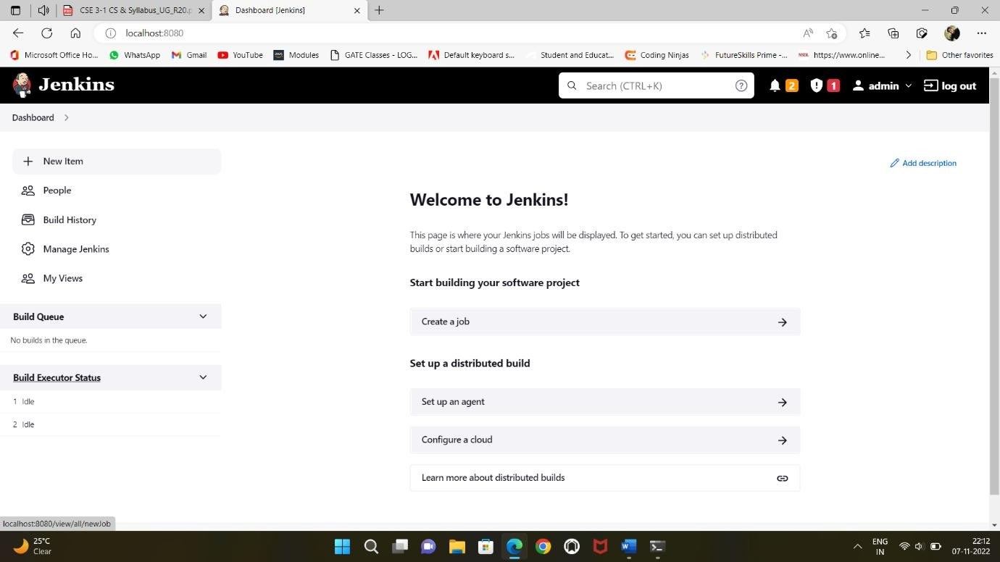 CSE 3-1 CS & Syllabus_UG_R20.p
Dashboard [Jenkins]
localhost:8080
Microsoft Office Ho...
WhatsApp
Gmail
YouTube
aws
Modules
GATE Classes - LOG...
Default keyboard s...
Student and Educat...
Coding Ninjas
FutureSkills Prime -...
NSDL
https://www.online...
Other favorites
Jenkins
Search (CTRL+K)
2
1
admin
log out
Dashboard
New Item
People
Build History
Manage Jenkins
My Views
Build Queue
No builds in the queue.
Build Executor Status
1 Idle
2 Idle
Add description
Welcome to Jenkins!
This page is where your Jenkins jobs will be displayed. To get started, you can set up distributed
builds or start building a software project.
Start building your software project
Create a job
Set up a distributed build
Set up an agent
Configure a cloud
Learn more about distributed builds
localhost:8080/view/all/newJob
25°C
Clear
ENG
IN
22:12
07-11-2022